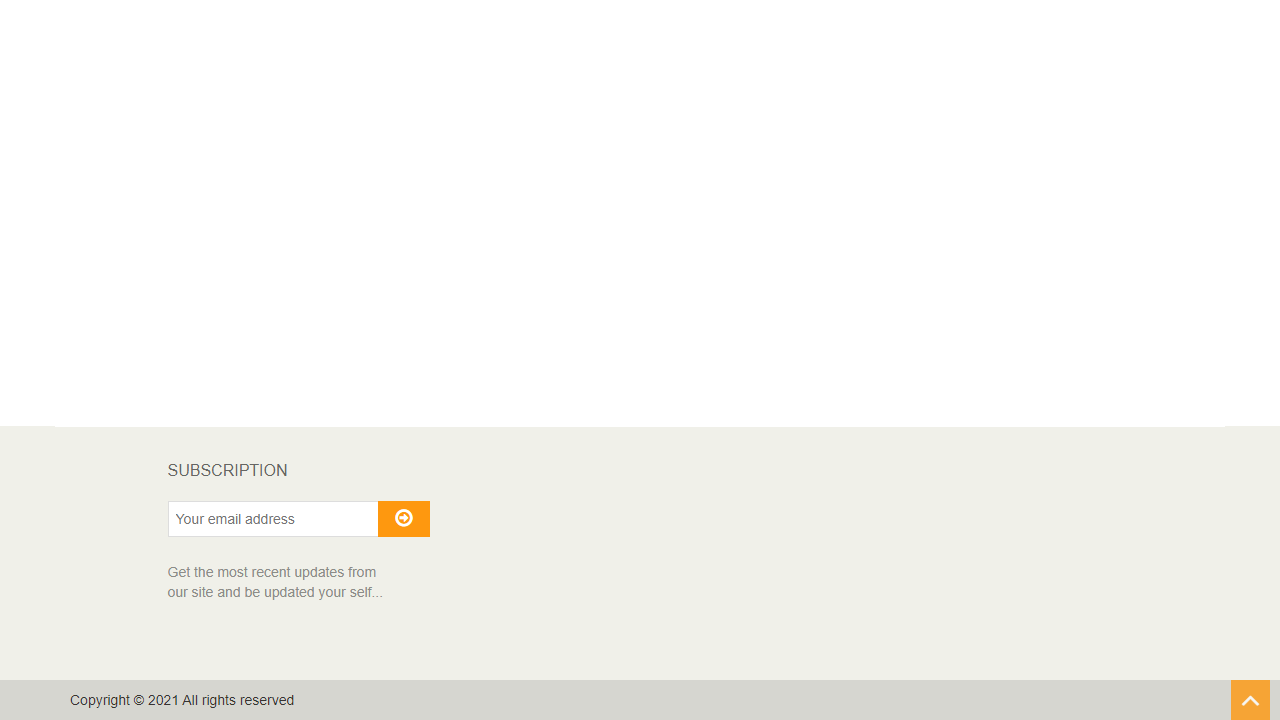 SUBSCRIPTION
Your email address
Get the most recent updates from
our site and be updated your self...
Copyright © 2021 All rights reserved